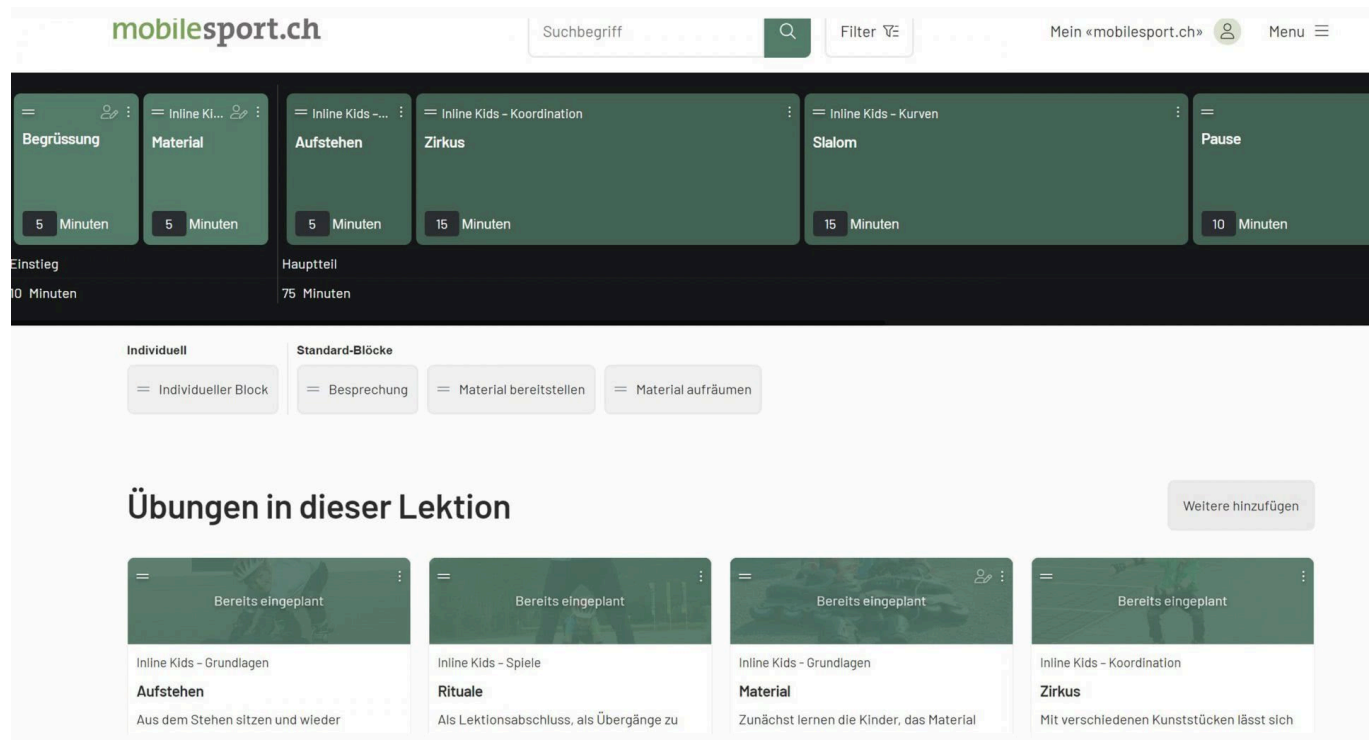 mobilesport.ch
Suchbegriff
Filter
Mein «mobilesport.ch»
Menu
Begrüssung
5 Minuten
Inline Ki...
Material
5 Minuten
Inline Kids -...
Aufstehen
5 Minuten
Inline Kids - Koordination
Zirkus
15 Minuten
Inline Kids - Kurven
Slalom
15 Minuten
Pause
10 Minuten
Einstieg
10 Minuten
Hauptteil
75 Minuten
Individuell
Individueller Block
Standard-Blöcke
Besprechung
Material bereitstellen
Material aufräumen
Übungen in dieser Lektion
Weitere hinzufügen
Bereits eingeplant
Inline Kids – Grundlagen
Aufstehen
Aus dem Stehen sitzen und wieder
Bereits eingeplant
Inline Kids – Spiele
Rituale
Als Lektionsabschluss, als Übergänge zu
Bereits eingeplant
Inline Kids - Grundlagen
Material
Zunächst lernen die Kinder, das Material
Bereits eingeplant
Inline Kids – Koordination
Zirkus
Mit verschiedenen Kunststücken lässt sich